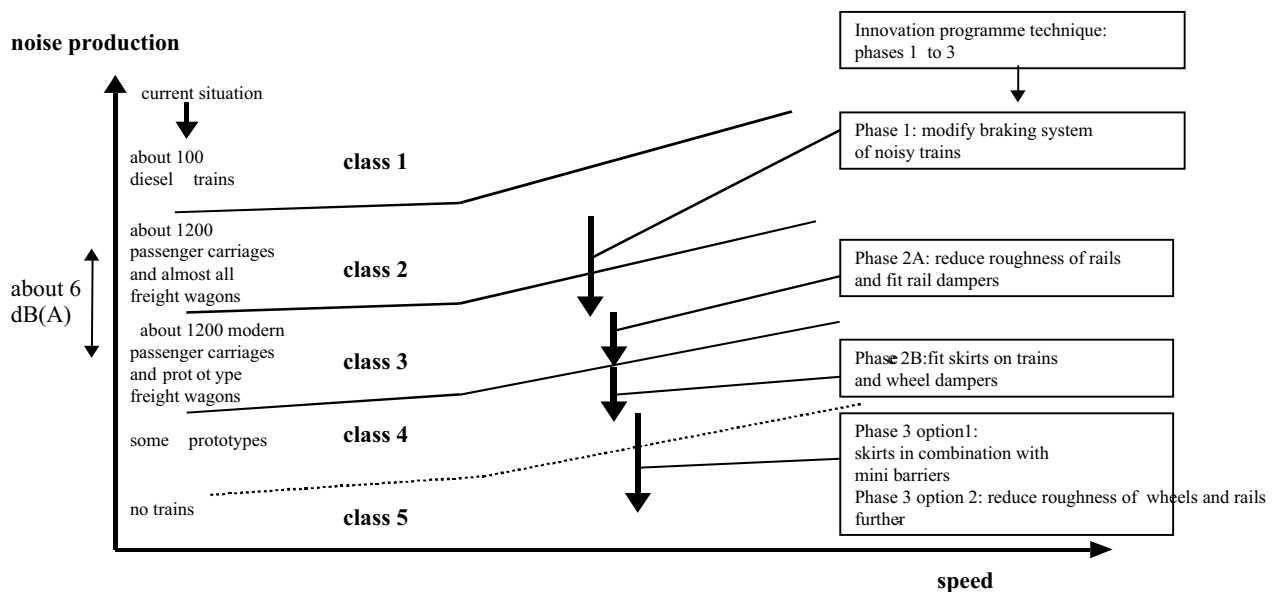 noise production
current situation
about 100
diesel trains
class 1
about 1200
passenger carriages
and almost all
freight wagons
class 2
about 6
dB(A)
about 1200 modern
passenger carriages
and prot ot ype
freight wagons
class 3
some prototypes
class 4
no trains
class 5
speed
Innovation programme technique:
phases 1 to 3
Phase 1: modify braking system
of noisy trains
Phase 2A: reduce roughness of rails
and fit rail dampers
Phase 2B:fit skirts on trains
and wheel dampers
Phase 3 option1:
skirts in combination with
mini barriers
Phase 3 option 2: reduce roughness of wheels and rails
further.